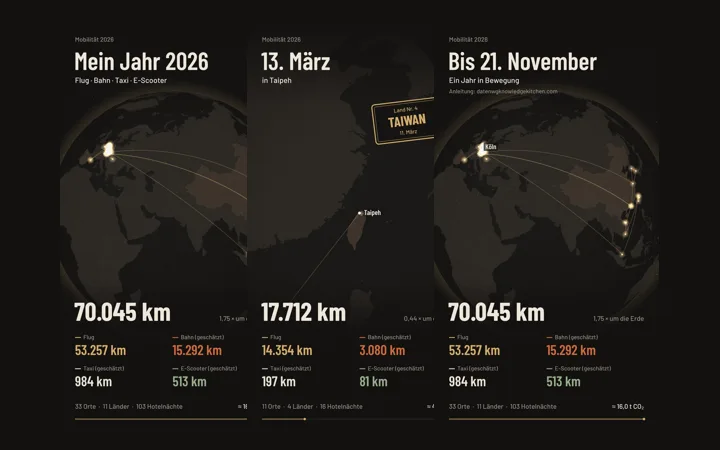 Mobilität 2026
Mein Jahr 2026
Flug · Bahn · Taxi · E-Scooter
70.045 km
1,75 × um
Flug
53.257 km
Bahn (geschätzt)
15.292 km
Taxi (geschätzt)
984 km
E-Scooter (geschätzt)
513 km
33 Orte · 11 Länder · 103 Hotelnächte
Mobilität 2026
13. März
in Taipeh
Land Nr. 4
TAIWAN
11. März
Taipeh
17.712 km
0,44 × um
Flug
14.354 km
Bahn (geschätzt)
3.080 km
Taxi (geschätzt)
197 km
E-Scooter (geschätzt)
81 km
11 Orte · 4 Länder · 16 Hotelnächte
Mobilität 2026
Bis 21. November
Ein Jahr in Bewegung
Anleitung:
Köln
70.045 km
1,75 × um die Erde
Flug
53.257 km
Bahn (geschätzt)
15.292 km
Taxi (geschätzt)
984 km
E-Scooter (geschätzt)
513 km
33 Orte · 11 Länder · 103 Hotelnächte
≈ 16,0 t CO₂